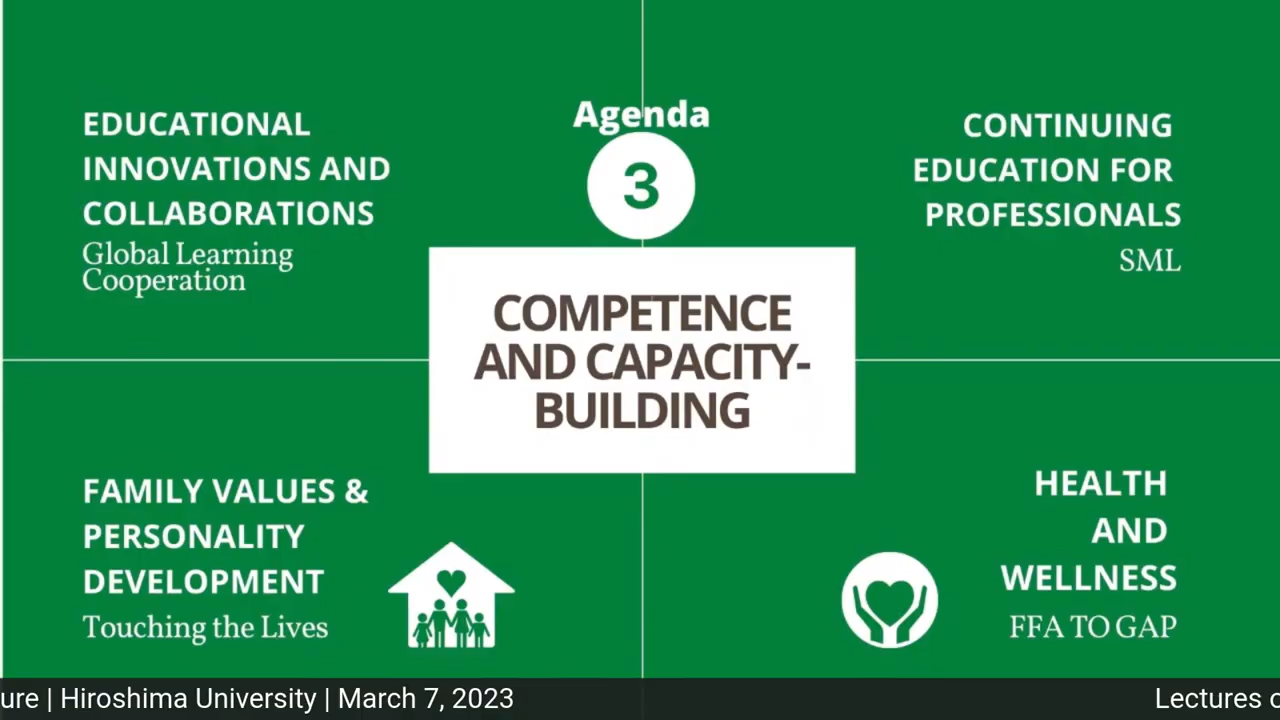 Agenda
3
COMPETENCE
AND CAPACITY-
BUILDING
EDUCATIONAL
INNOVATIONS AND
COLLABORATIONS
Global Learning
Cooperation
CONTINUING
EDUCATION FOR
PROFESSIONALS
SML
FAMILY VALUES &
PERSONALITY
DEVELOPMENT
Touching the Lives
HEALTH
AND
WELLNESS
FFA TO GAP
ure | Hiroshima University | March 7, 2023
Lectures